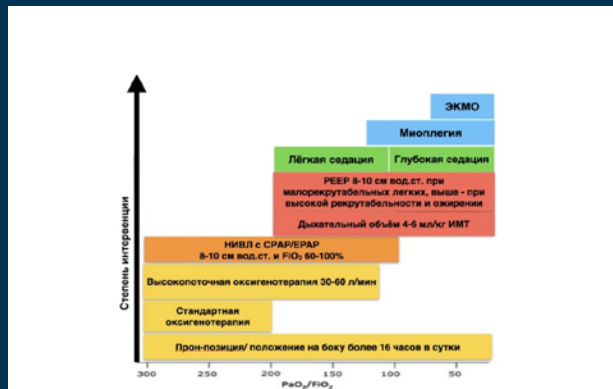 ЭКМО
Миоплегия
Лёгкая седация
Глубокая седация
PEEP 8-10 см вод.ст. при
малорекрутабельных легких, выше - при
высокой рекрутабельности и ожирении
Дыхательный объём 4-6 мл/кг ИМТ
НИВЛ с CPAP/EPAP
8-10 см вод.ст. и FiO₂ 60-100%
Высокопоточная оксигенотерапия 30-60 л/мин
Стандартная
оксигенотерапия
Прон-позиция/ положение на боку более 16 часов в сутки
Степень интервенции
300 200 150 100 50
PaO₂/FiO₂